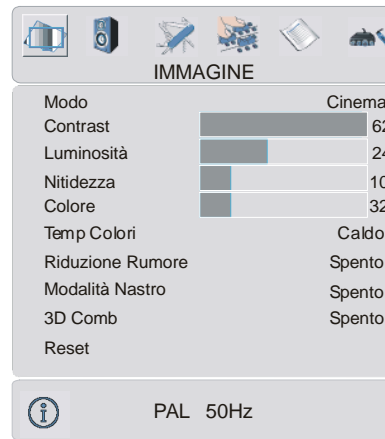 IMMAGINE
Modo Cinema
Contrast 62
Luminosità 24
Nitidezza 10
Colore 32
Temp Colori Caldo
Riduzione Rumore Spento
Modalità Nastro Spento
3D Comb Spento
Reset
PAL 50Hz